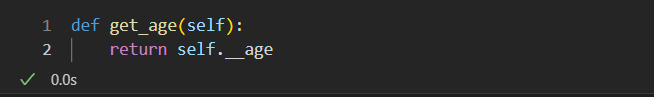 1 def get_age(self):
2 return self.__age
0.0s